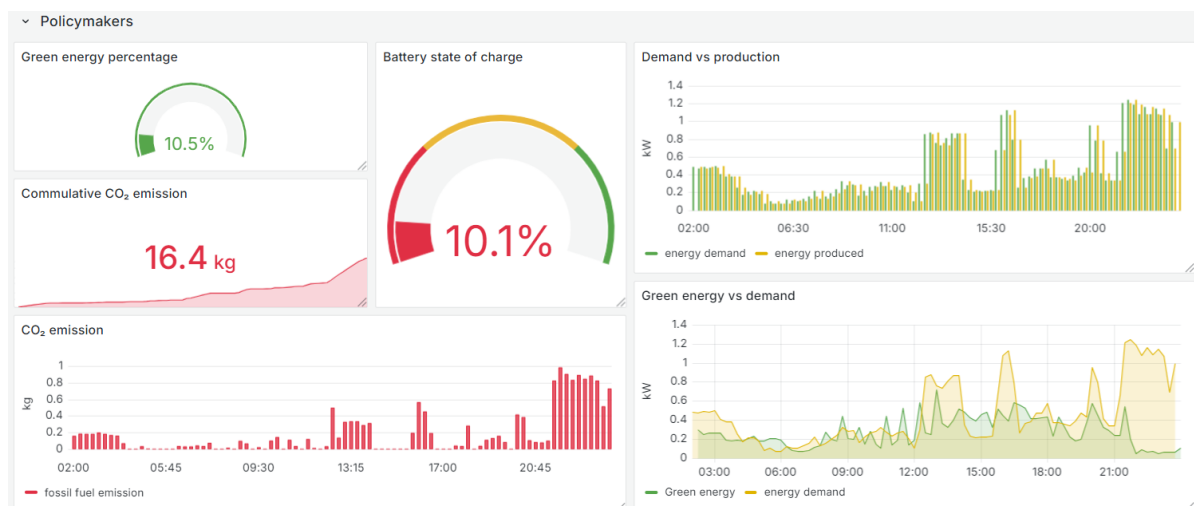 Policymakers
Green energy percentage
10.5%
Commulative CO₂ emission
16.4 kg
Battery state of charge
10.1%
Demand vs production
1.4
1.2
1
0.8
0.6
0.4
0.2
0
kW
02:00 06:30 11:00 15:30 20:00
energy demand energy produced
CO₂ emission
1
0.8
0.6
0.4
0.2
0
kg
02:00 05:45 09:30 13:15 17:00 20:45
fossil fuel emission
Green energy vs demand
1.4
1.2
1
0.8
0.6
0.4
0.2
0
kW
03:00 06:00 09:00 12:00 15:00 18:00 21:00
Green energy energy demand